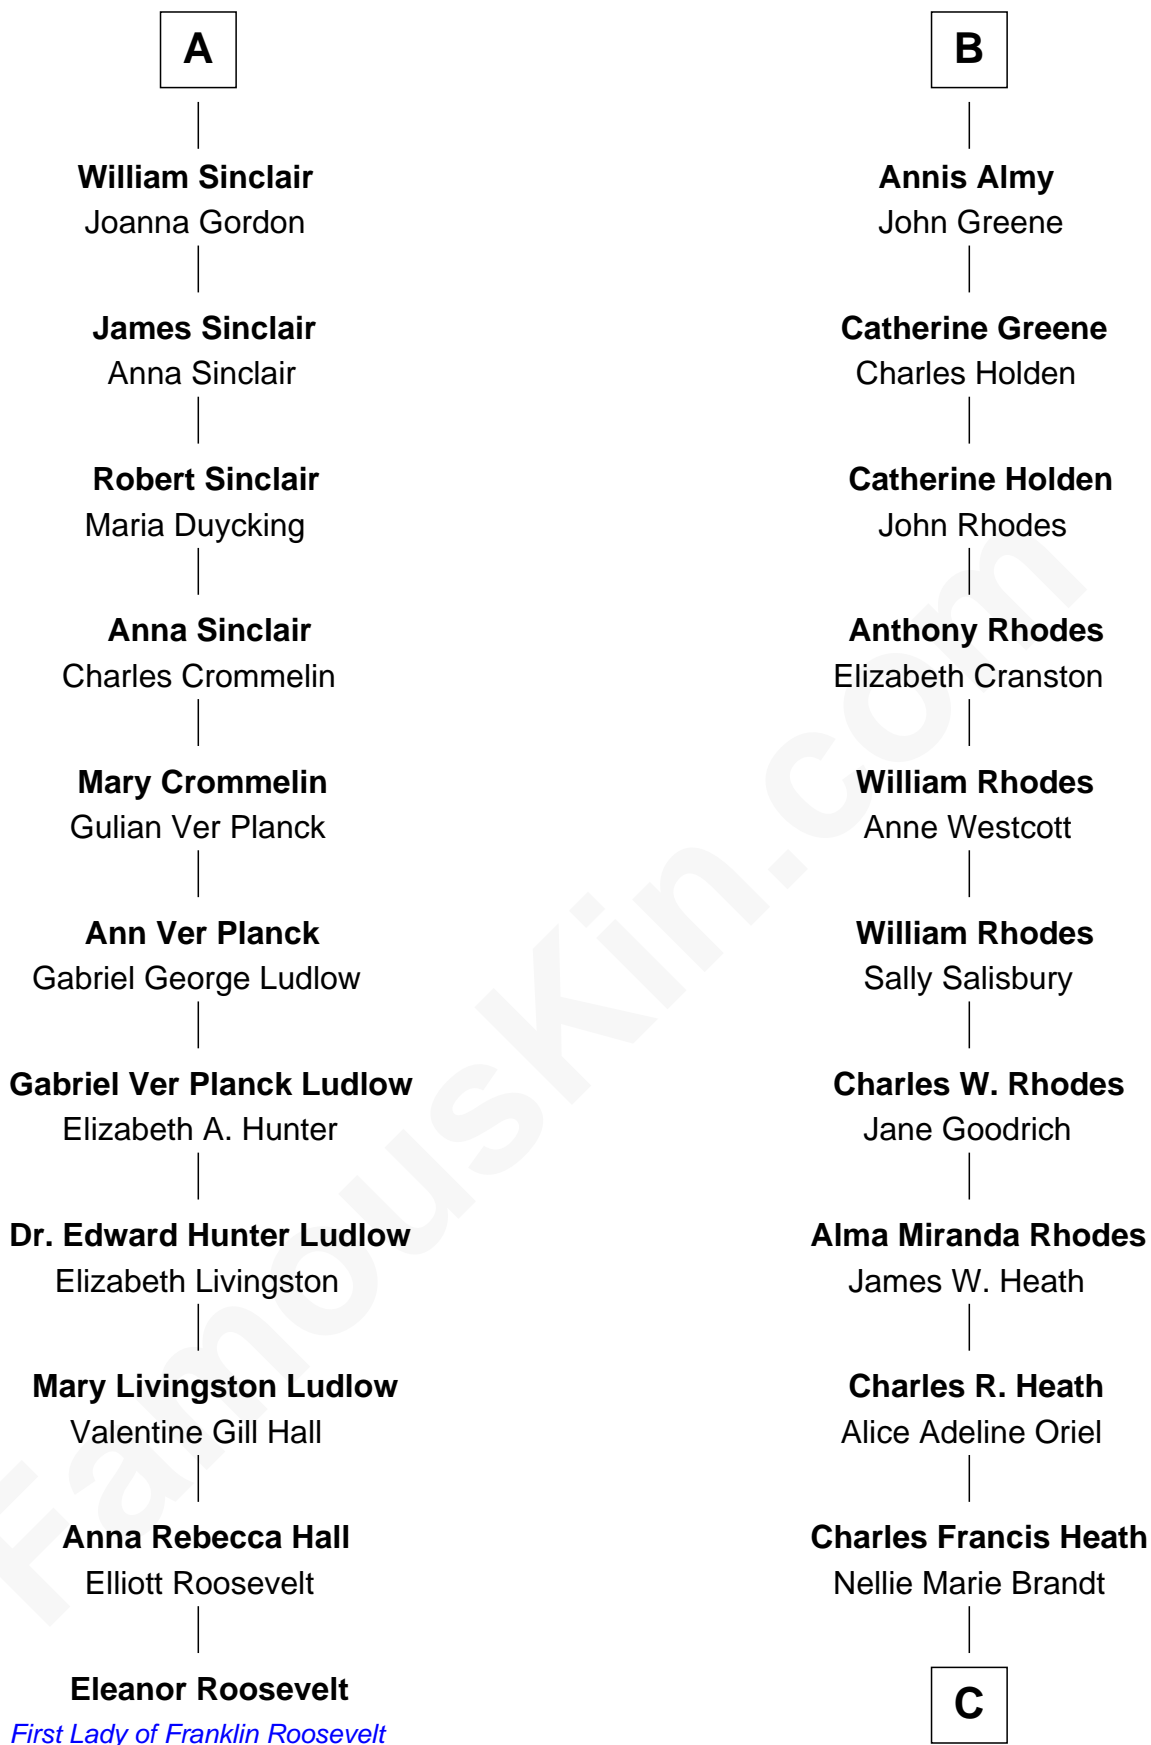 A
William Sinclair
Joanna Gordon
James Sinclair
Anna Sinclair
Robert Sinclair
Maria Duycking
Anna Sinclair
Charles Crommelin
Mary Crommelin
Gulian Ver Planck
Ann Ver Planck
Gabriel George Ludlow
Gabriel Ver Planck Ludlow
Elizabeth A. Hunter
Dr. Edward Hunter Ludlow
Elizabeth Livingston
Mary Livingston Ludlow
Valentine Gill Hall
Anna Rebecca Hall
Elliott Roosevelt
Eleanor Roosevelt
First Lady of Franklin Roosevelt
B
Annis Almy
John Greene
Catherine Greene
Charles Holden
Catherine Holden
John Rhodes
Anthony Rhodes
Elizabeth Cranston
William Rhodes
Anne Westcott
William Rhodes
Sally Salisbury
Charles W. Rhodes
Jane Goodrich
Alma Miranda Rhodes
James W. Heath
Charles R. Heath
Alice Adeline Oriel
Charles Francis Heath
Nellie Marie Brandt
C
FamousKin.com